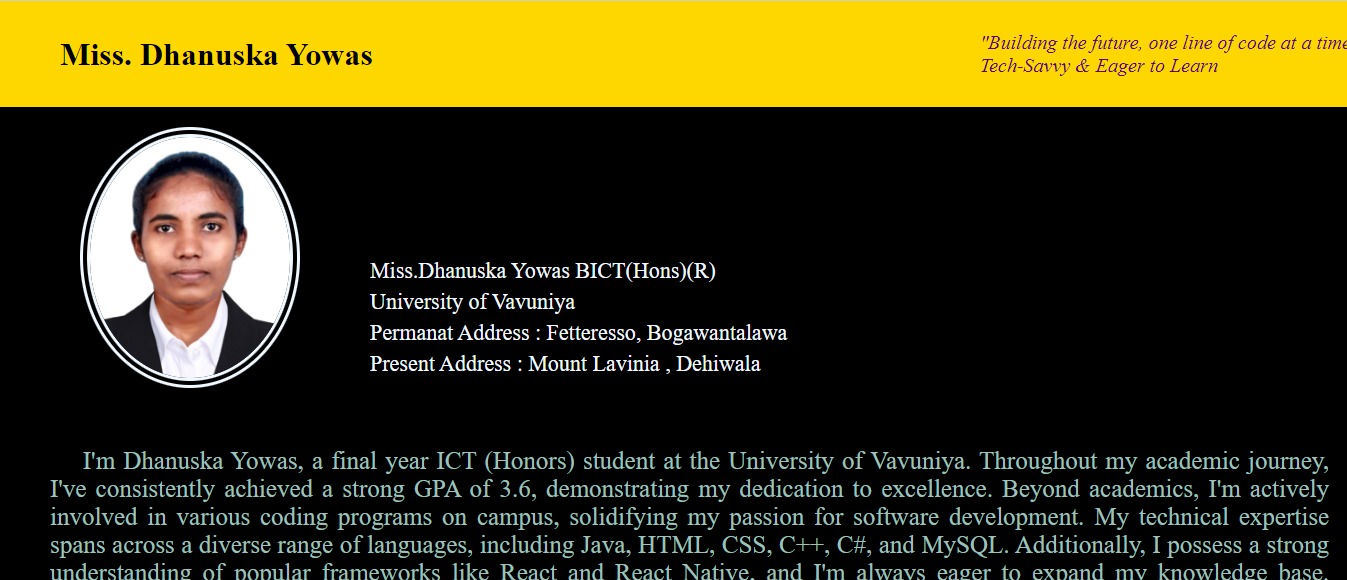 Miss. Dhanuska Yowas
"Building the future, one line of code at a time
Tech-Savvy & Eager to Learn
Miss.Dhanuska Yowas BICT(Hons)(R)
University of Vavuniya
Permanat Address : Fetteresso, Bogawantalawa
Present Address : Mount Lavinia , Dehiwala
I'm Dhanuska Yowas, a final year ICT (Honors) student at the University of Vavuniya. Throughout my academic journey,
I've consistently achieved a strong GPA of 3.6, demonstrating my dedication to excellence. Beyond academics, I'm actively
involved in various coding programs on campus, solidifying my passion for software development. My technical expertise
spans across a diverse range of languages, including Java, HTML, CSS, C++, C#, and MySQL. Additionally, I possess a strong
understanding of popular frameworks like React and React Native, and I'm always eager to expand my knowledge base.